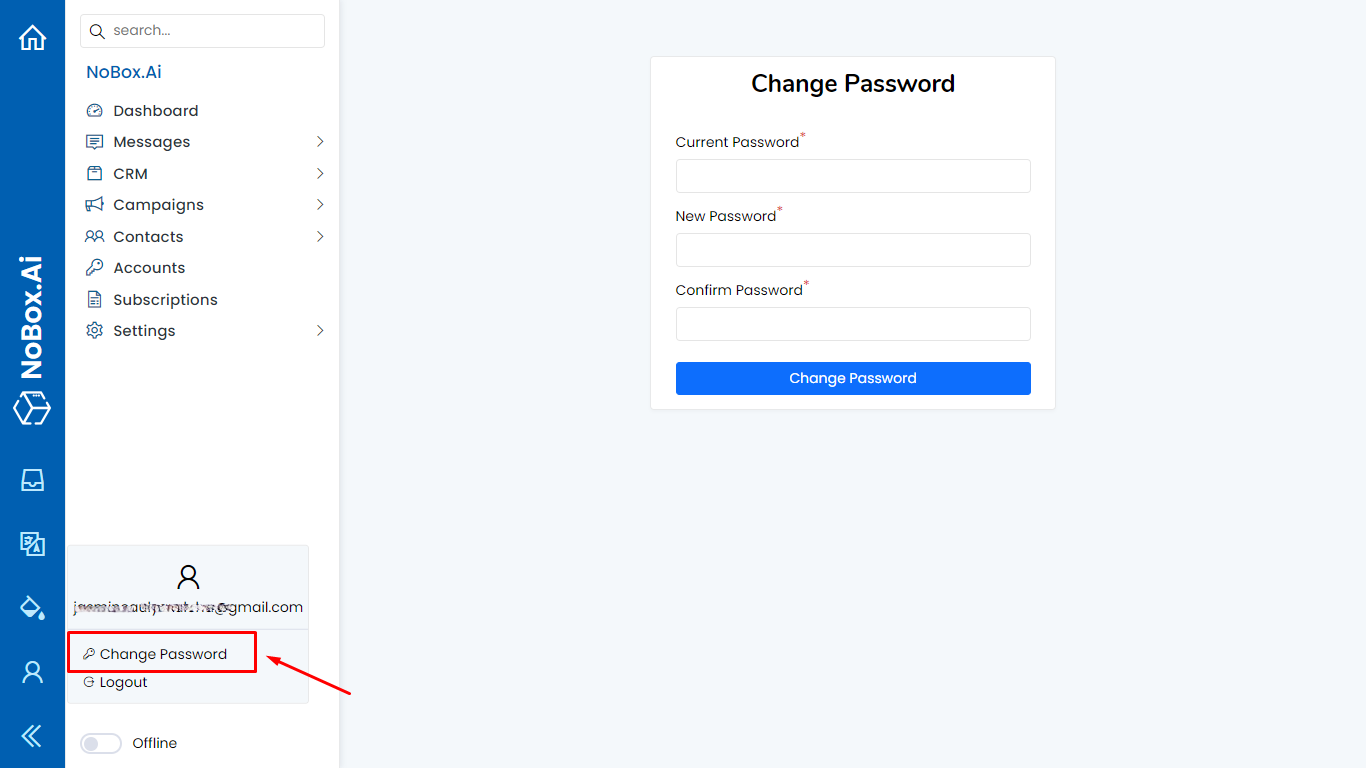 NoBox.Ai
search...
NoBox.Ai
Dashboard
Messages
CRM
Campaigns
Contacts
Accounts
Subscriptions
Settings
@gmail.com
Change Password
Logout
Offline
Change Password
Current Password*
New Password*
Confirm Password*
Change Password